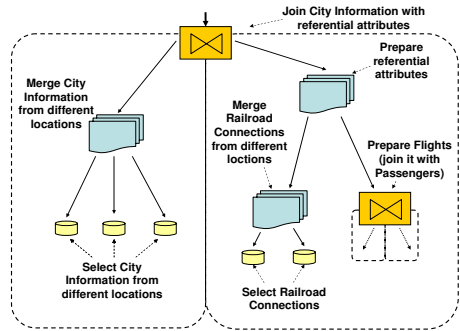 Join City Information with
referential attributes
Prepare
referential
attributes
Merge City
Information
from different
locations
Merge
Railroad
Connections
from different
loctions
Prepare Flights
(join it with
Passengers)
Select City
Information from
different locations
Select Railroad
Connections